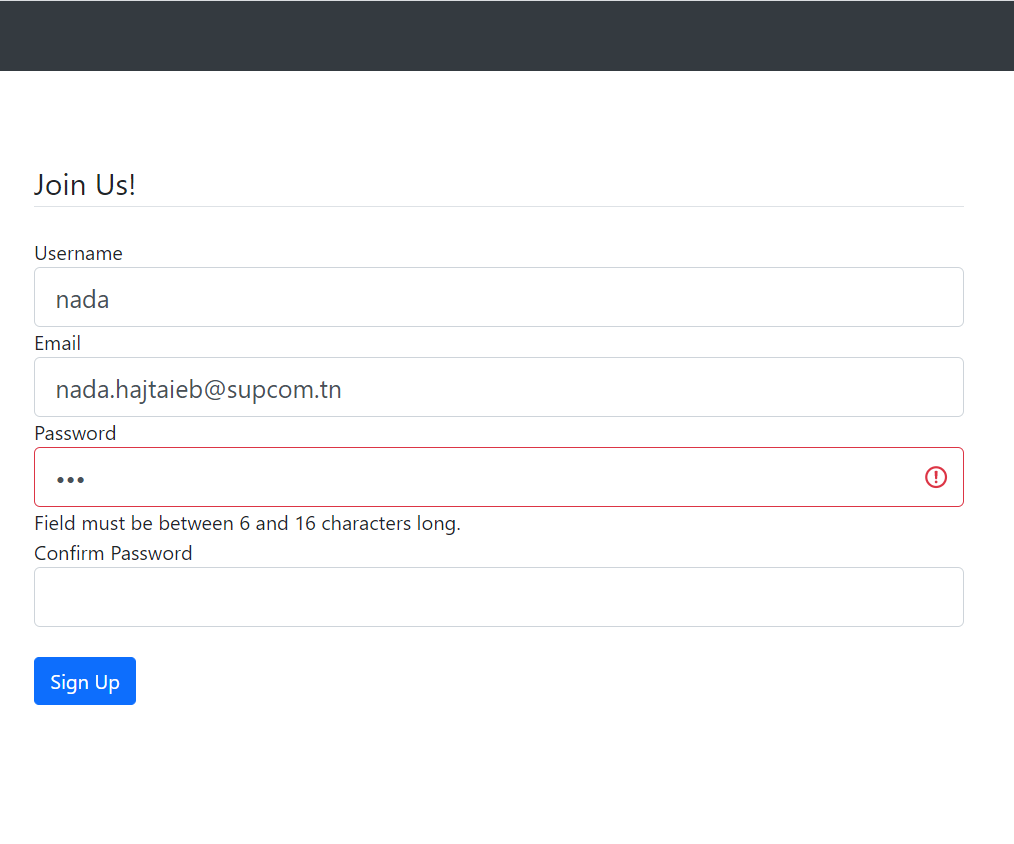 Join Us!
Username
nada
Email
nada.hajtaieb@supcom.tn
Password
•••
Field must be between 6 and 16 characters long.
Confirm Password
Sign Up